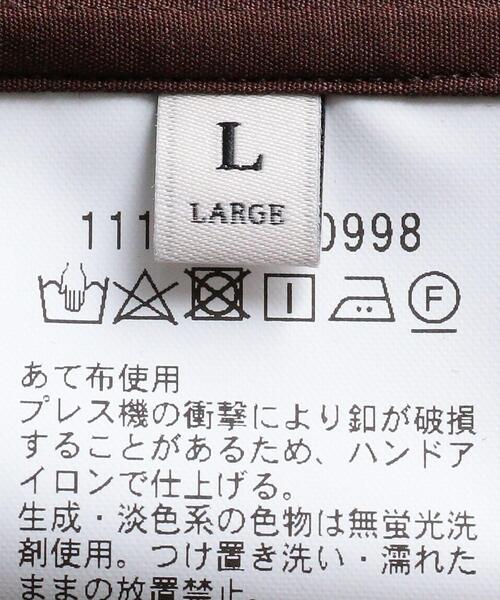 L
LARGE
111 0998
F
あて布使用
プレス機の衝撃により釦が破損
することがあるため、ハンドア
イロンで仕上げる。
生成・淡色系の色物は無蛍光洗
剤使用。つけ置き洗い・濡れた
ままの放置禁止。